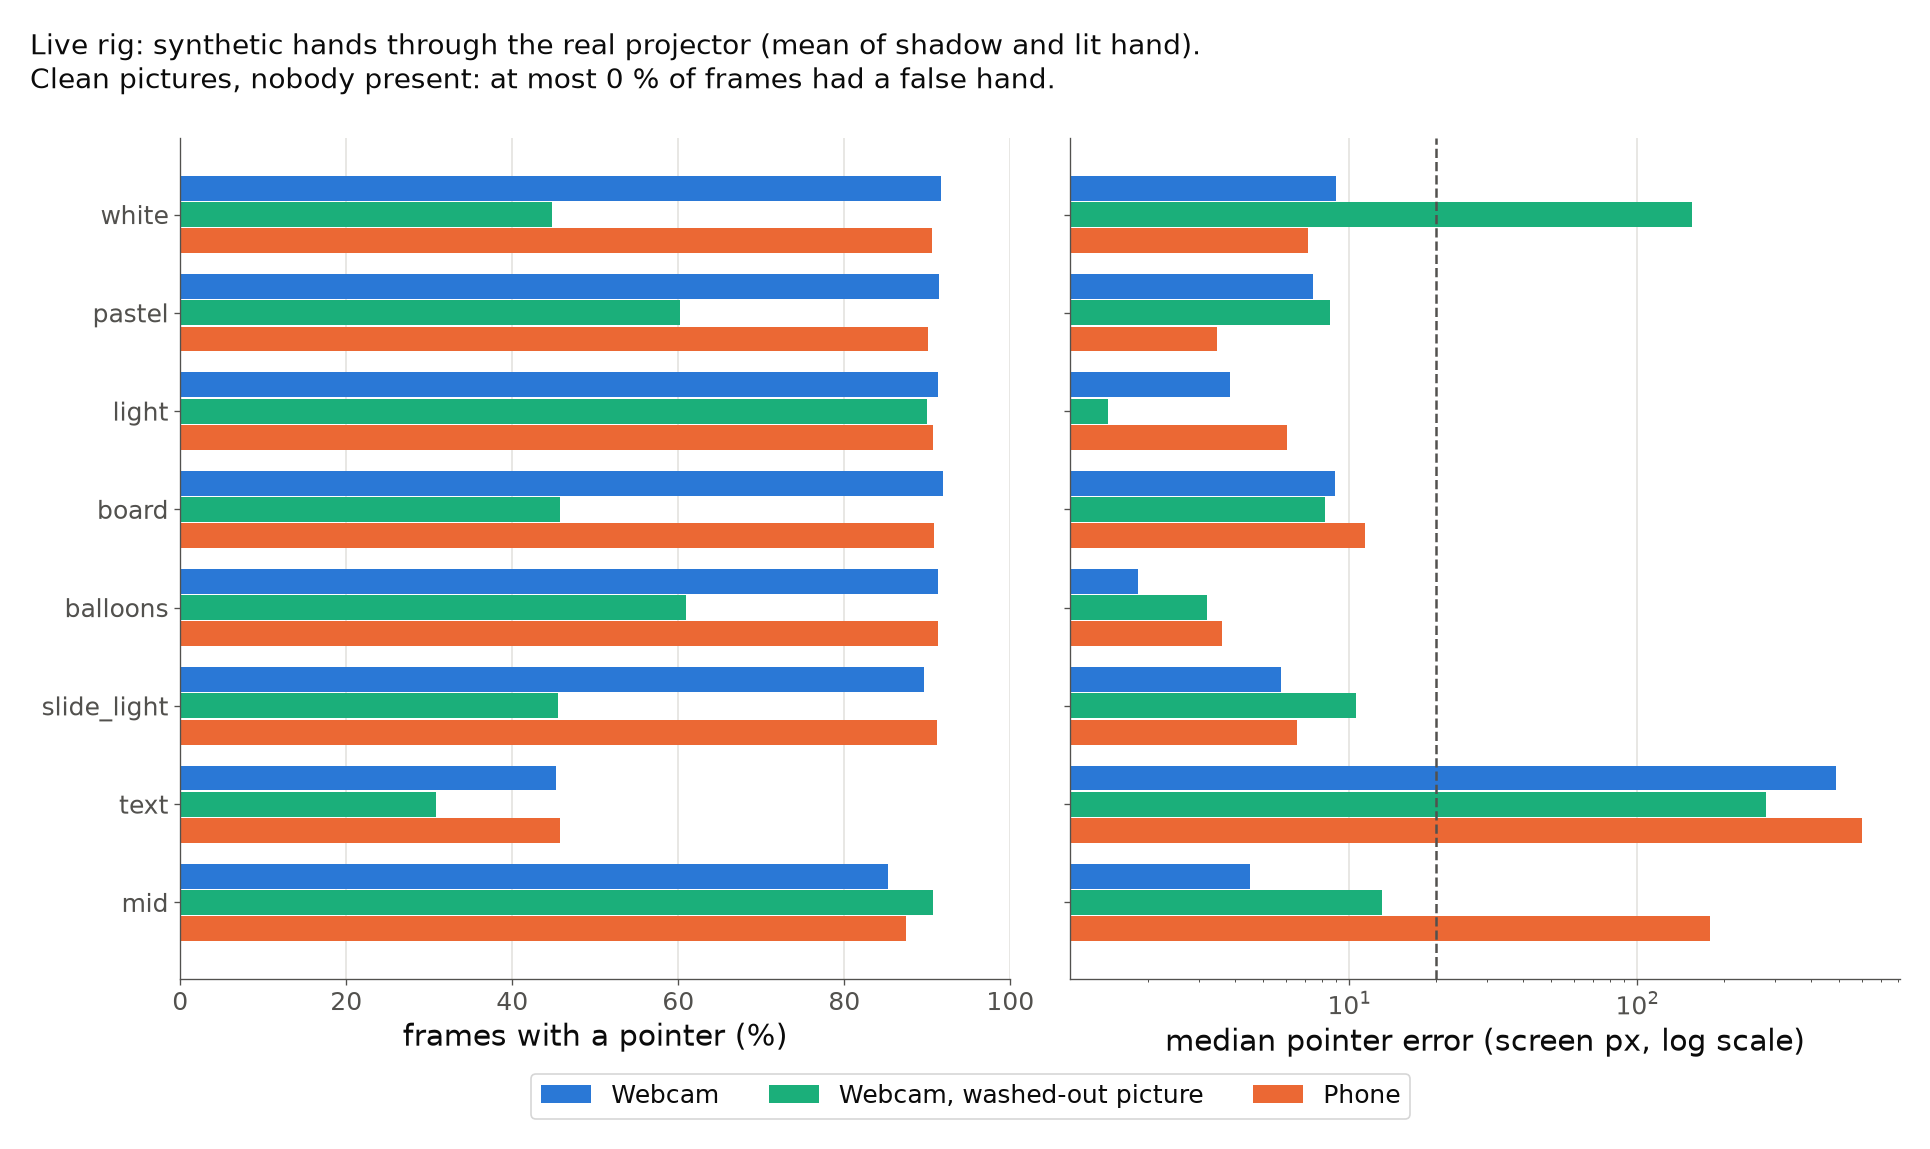 Live rig: synthetic hands through the real projector (mean of shadow and lit hand).
Clean pictures, nobody present: at most 0 % of frames had a false hand.
white
pastel
light
board
balloons
slide_light
text
mid
0 20 40 60 80 100
frames with a pointer (%)
10¹ 10²
median pointer error (screen px, log scale)
Webcam
Webcam, washed-out picture
Phone